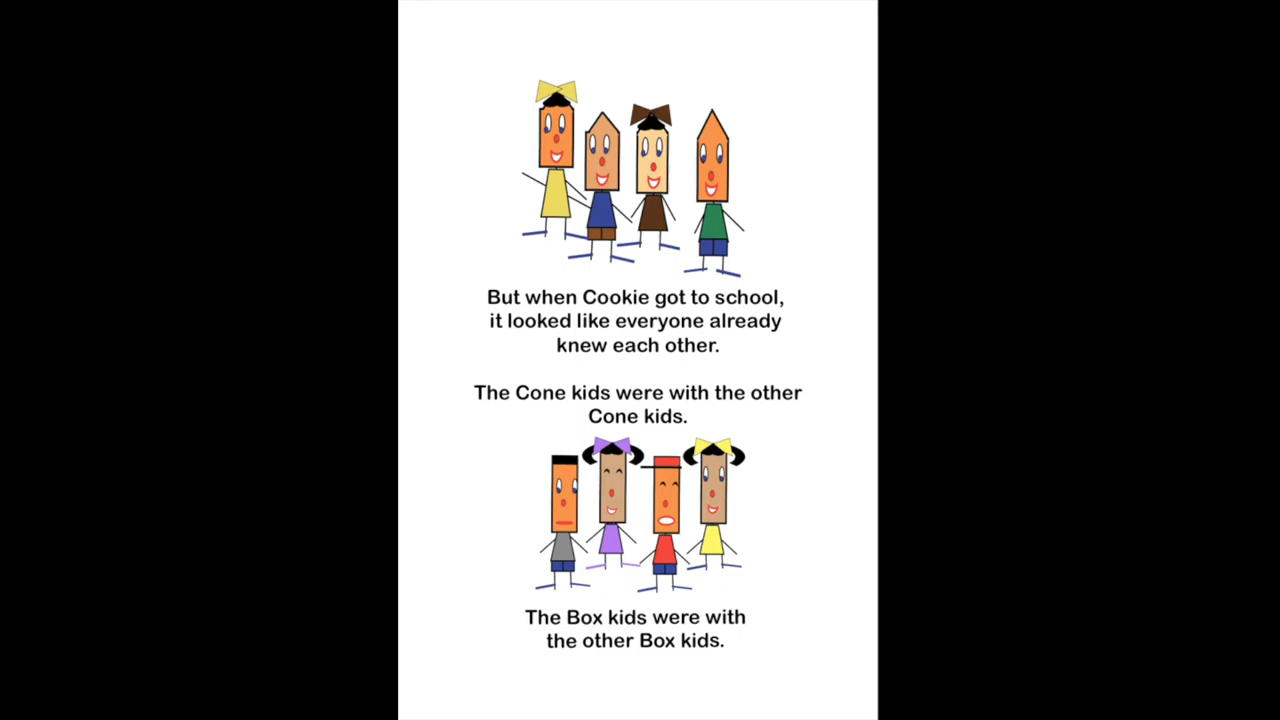 But when Cookie got to school,
it looked like everyone already
knew each other.
The Cone kids were with the other
Cone kids.
The Box kids were with
the other Box kids.